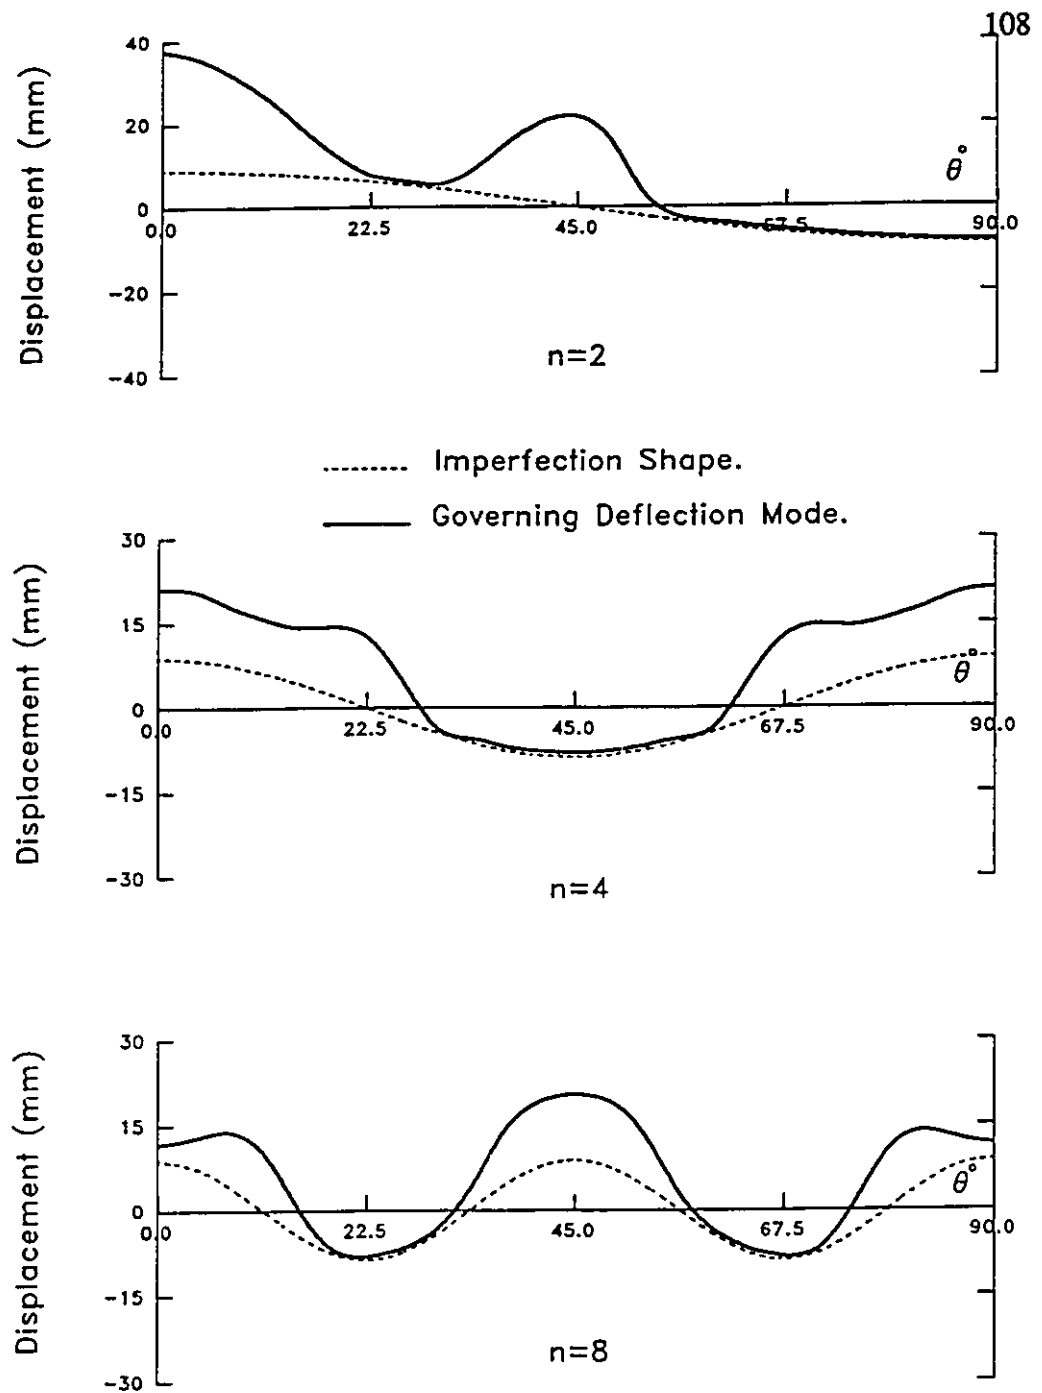 108
40
20
0
-20
-40
Displacement (mm)
0.0 22.5 45.0 67.5 90.0
θ°
n=2
Imperfection Shape.
Governing Deflection Mode.
30
15
0
-15
-30
Displacement (mm)
0.0 22.5 45.0 67.5 90.0
θ°
n=4
30
15
0
-15
-30
Displacement (mm)
0.0 22.5 45.0 67.5 90.0
θ°
n=8